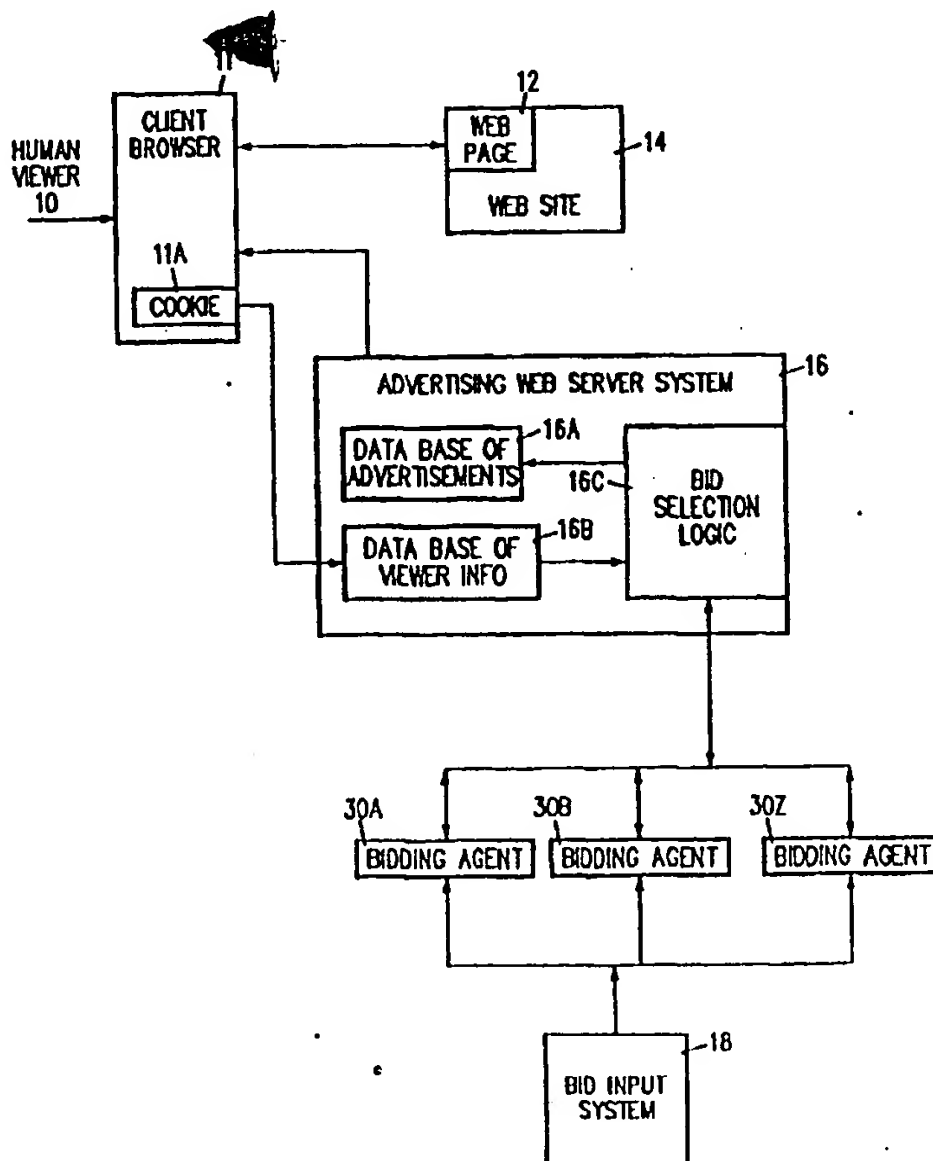 CLIENT
BROWSER
12
WEB
PAGE
14
WEB SITE
HUMAN
VIEWER
10
11A
COOKIE
16
ADVERTISING WEB SERVER SYSTEM
16A
DATA BASE OF
ADVERTISEMENTS
16C
BID
SELECTION
LOGIC
16B
DATA BASE OF
VIEWER INFO
30A
BIDDING AGENT
30B
BIDDING AGENT
30Z
BIDDING AGENT
18
BID INPUT
SYSTEM